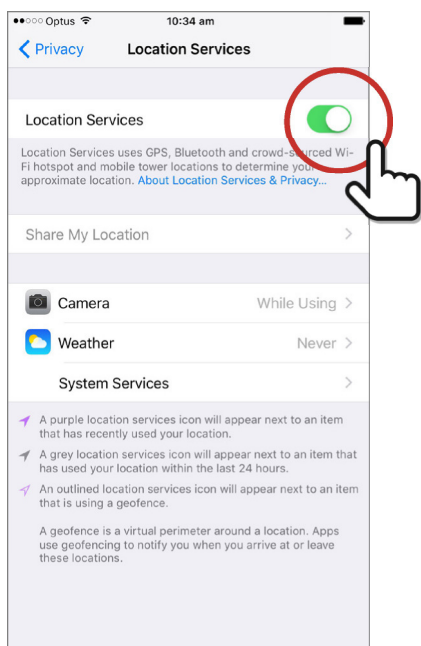 Optus 10:34 am
Privacy Location Services
Location Services
Location Services uses GPS, Bluetooth and crowd-sourced Wi-
Fi hotspot and mobile tower locations to determine your
approximate location. About Location Services & Privacy...
Share My Location
Camera While Using
Weather Never
System Services
A purple location services icon will appear next to an item
that has recently used your location.
A grey location services icon will appear next to an item that
has used your location within the last 24 hours.
An outlined location services icon will appear next to an item
that is using a geofence.
A geofence is a virtual perimeter around a location. Apps
use geofencing to notify you when you arrive at or leave
these locations.